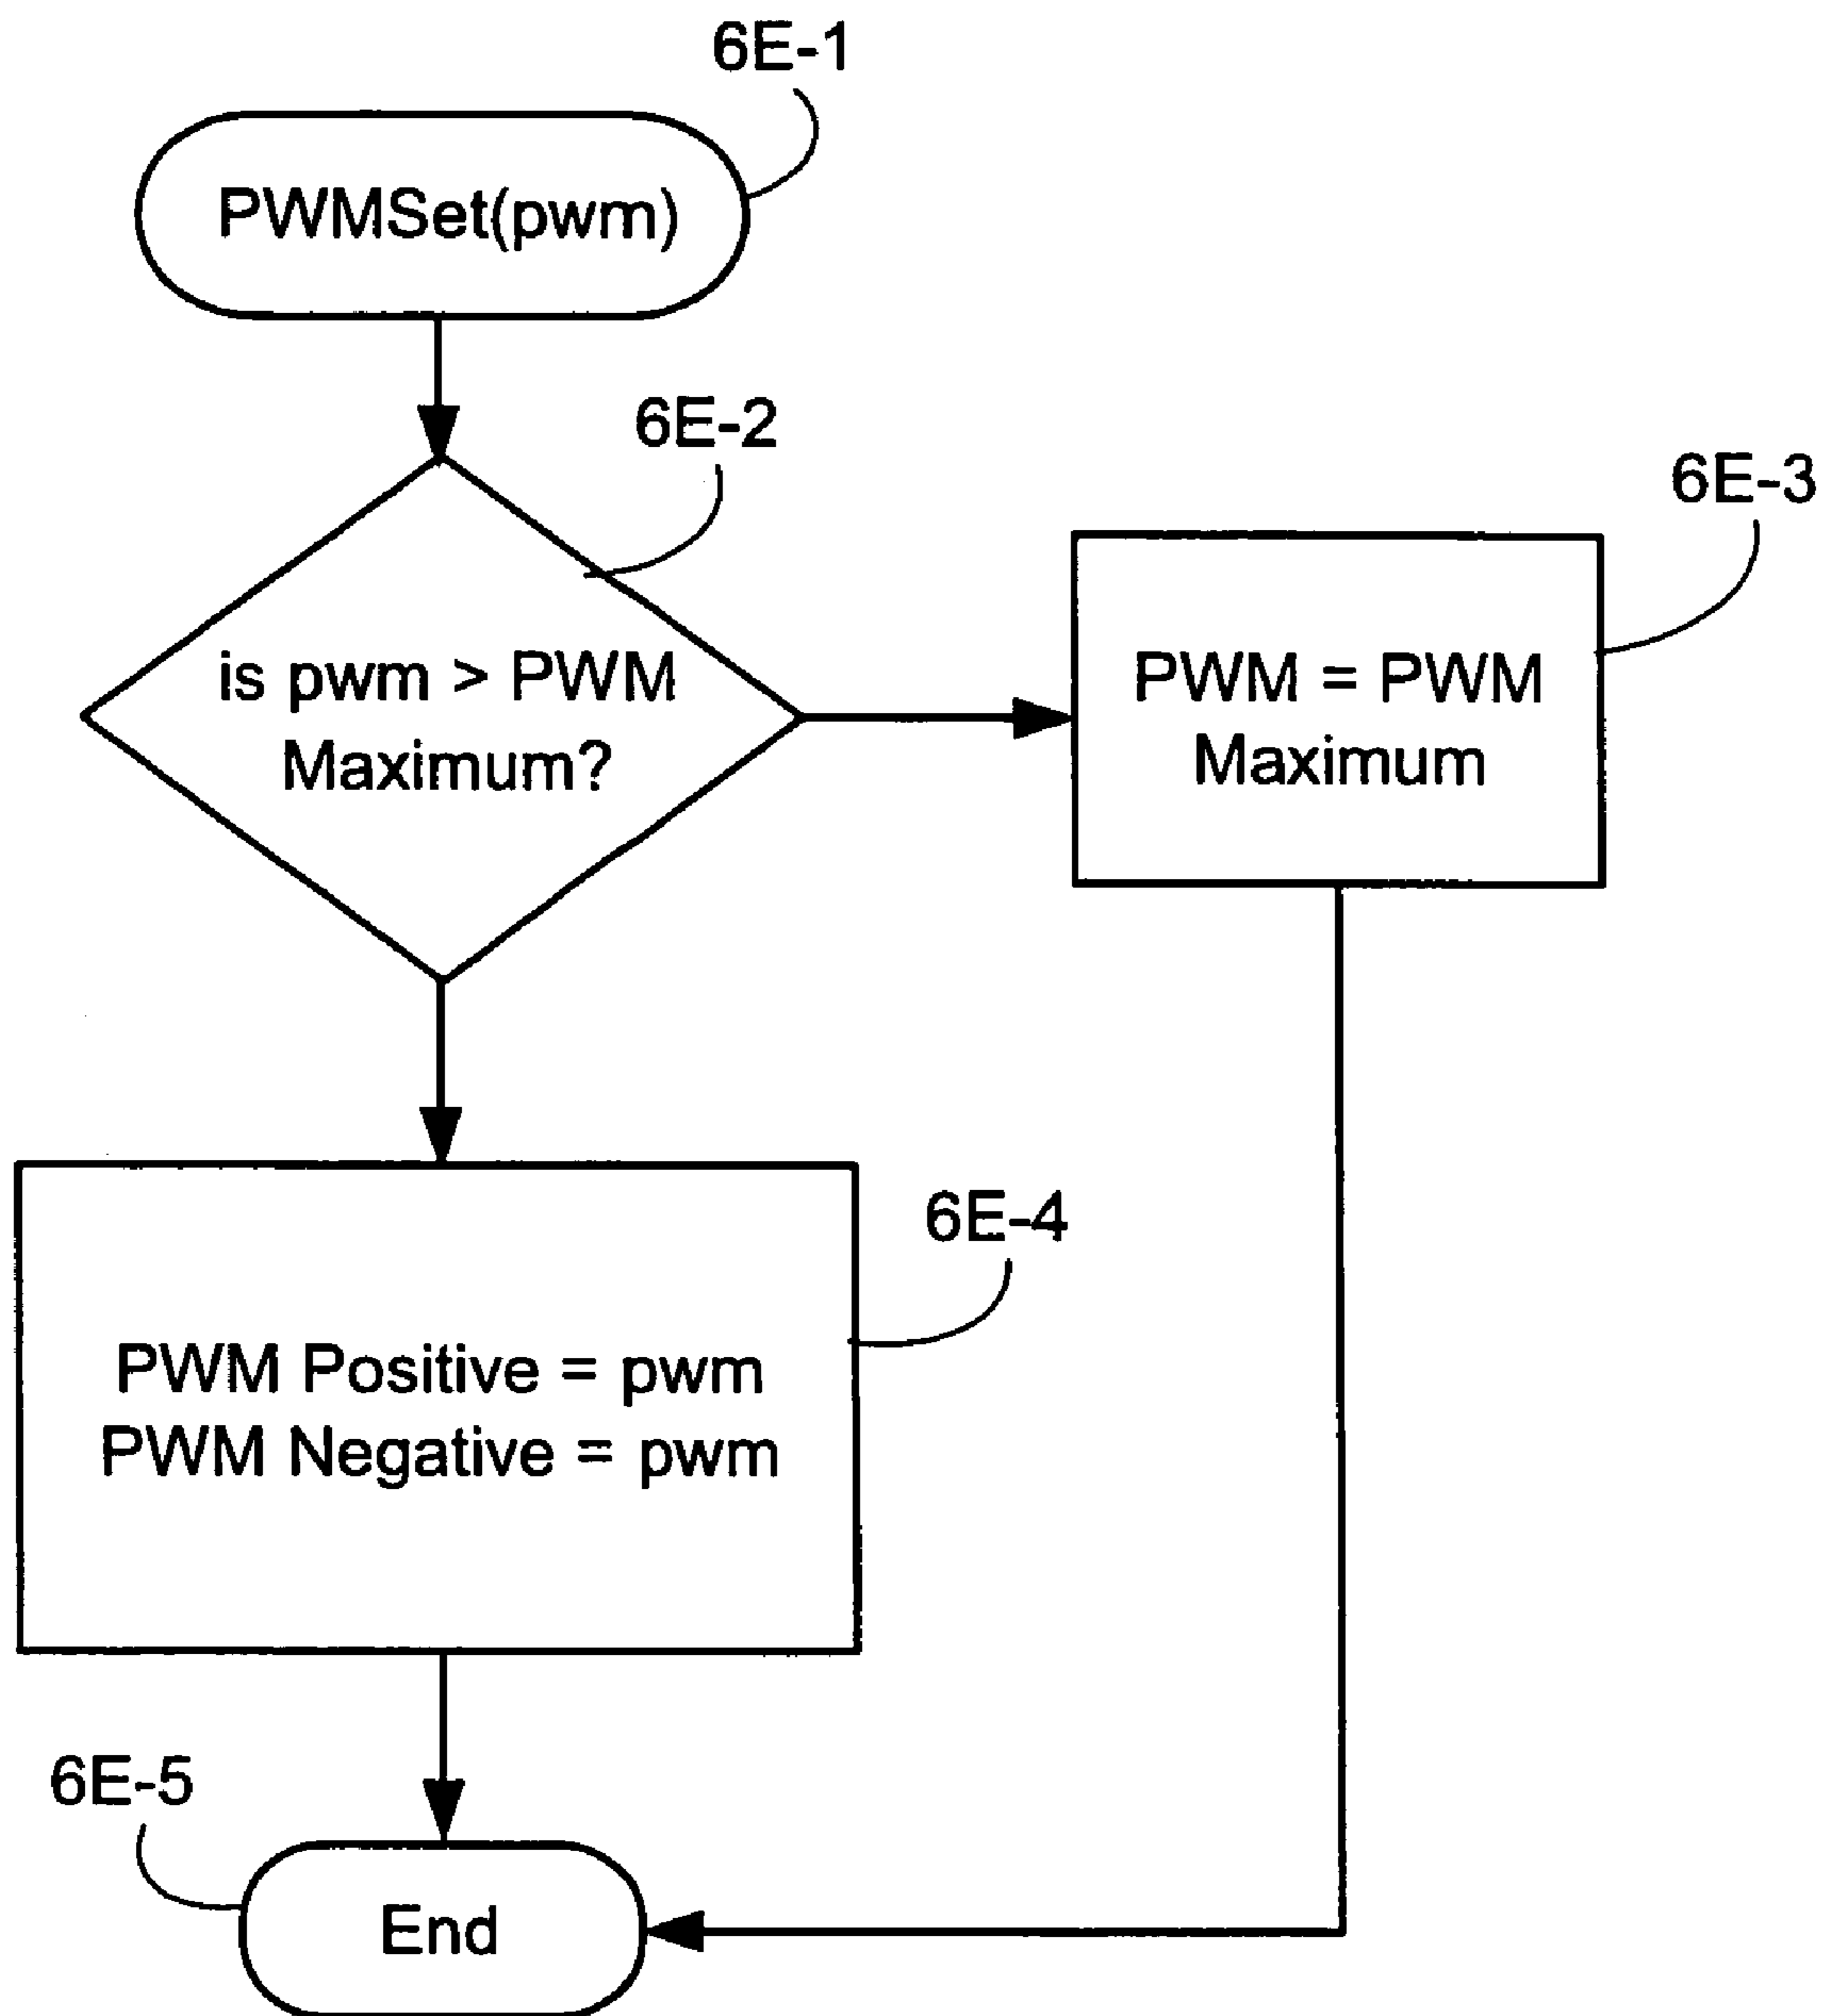 6E-1
PWMSet(pwm)
6E-2
is pwm > PWM
Maximum?
6E-3
PWM = PWM
Maximum
6E-4
PWM Positive = pwm
PWM Negative = pwm
6E-5
End